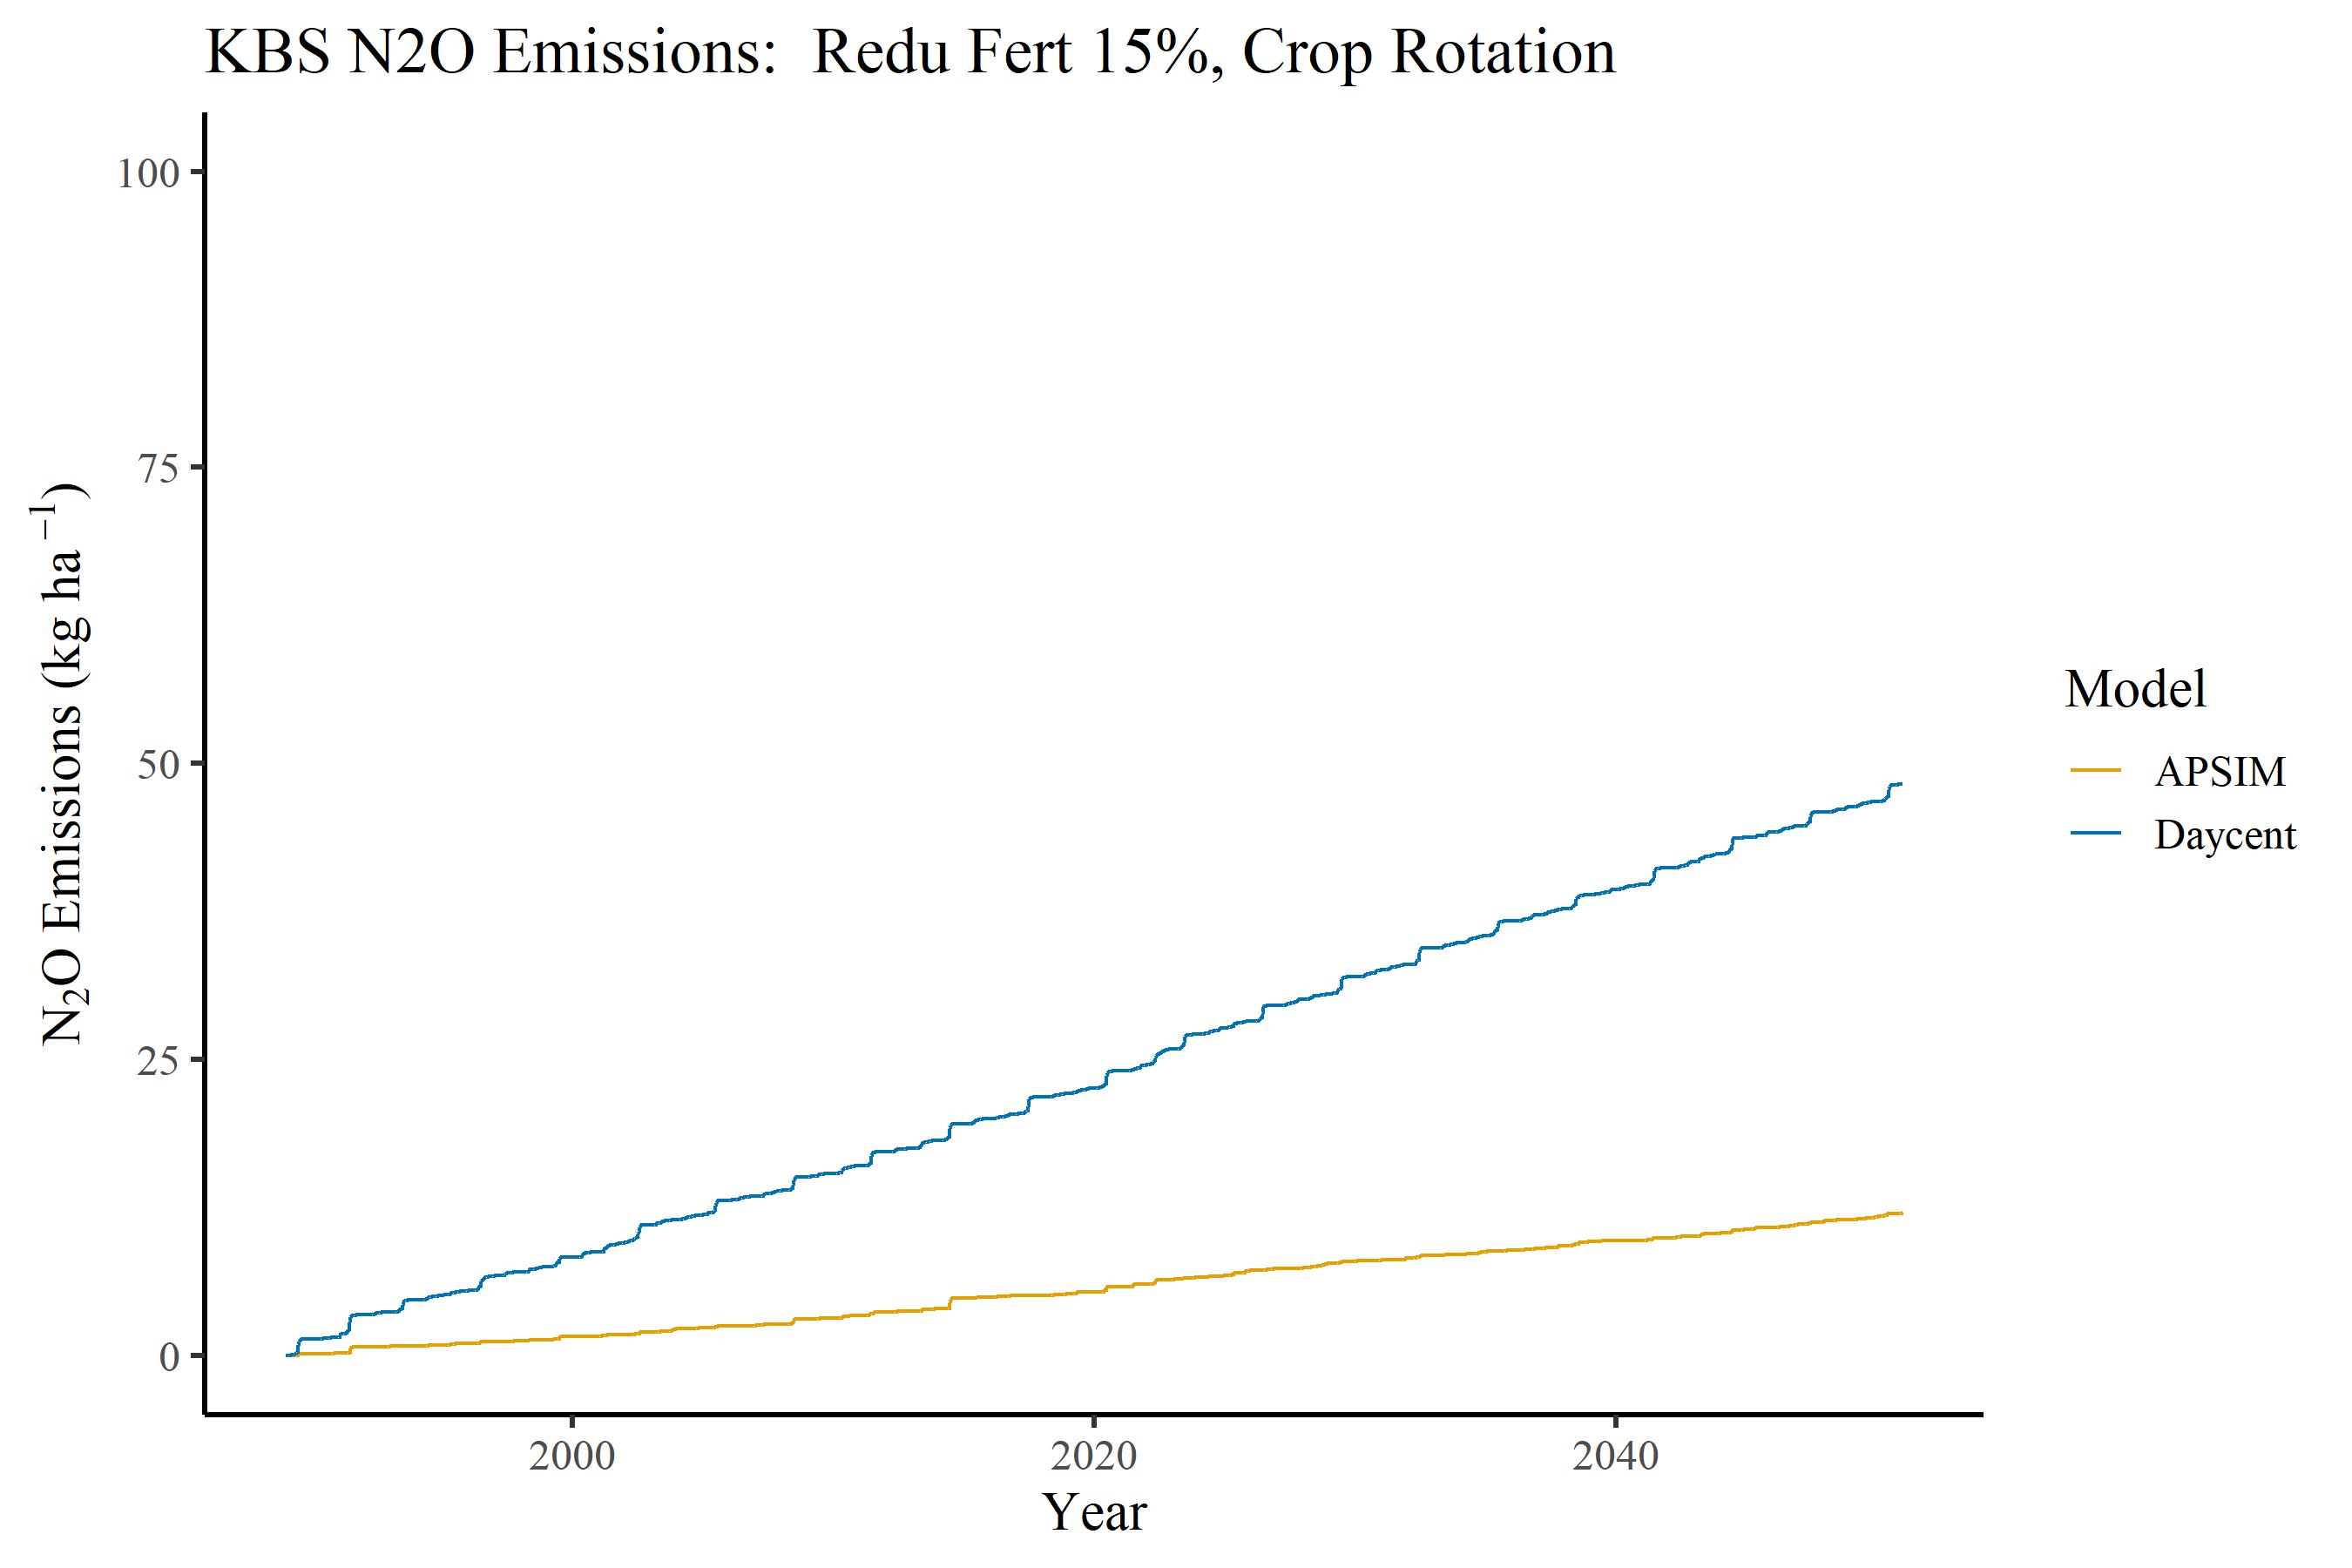 KBS N2O Emissions:  Redu Fert 15%, Crop Rotation
N₂O Emissions (kg ha⁻¹)
100
75
50
25
0
2000 2020 2040
Year
Model
APSIM
Daycent